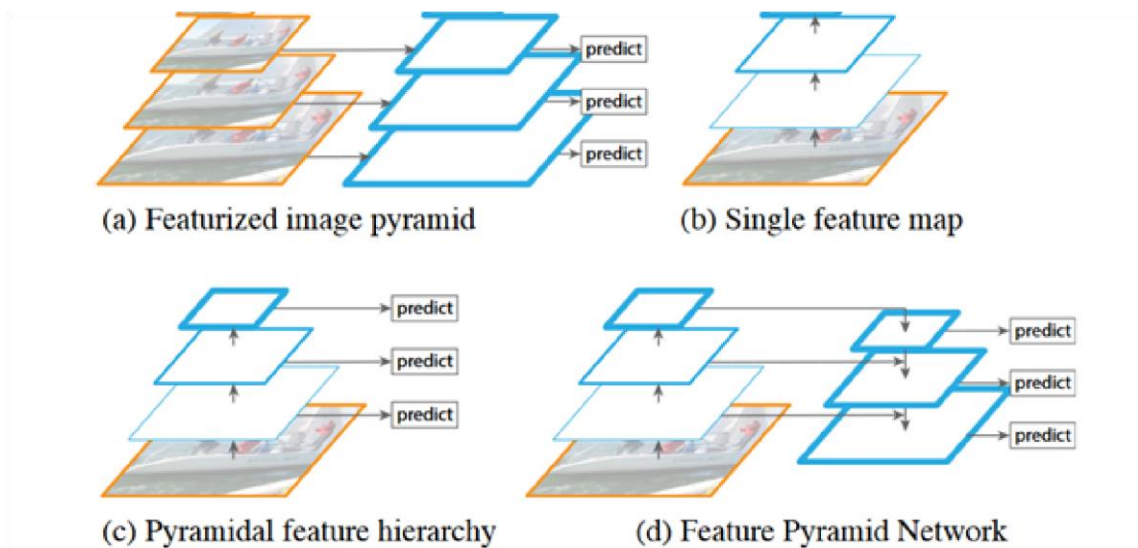 predict
predict
predict
(a) Featurized image pyramid
(b) Single feature map
predict
predict
predict
(c) Pyramidal feature hierarchy
predict
predict
predict
(d) Feature Pyramid Network